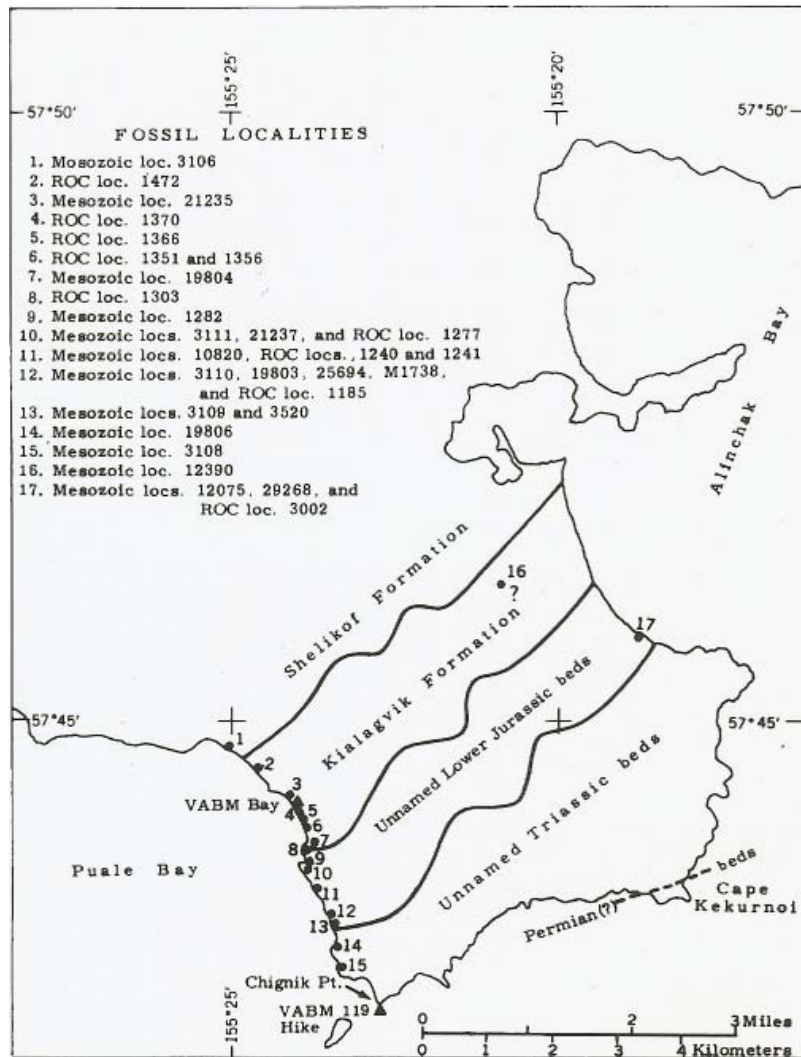 155°25'
155°20'
57°50'
57°50'
FOSSIL LOCALITIES
1. Mosozoic loc. 3106
2. ROC loc. 1472
3. Mesozoic loc. 21235
4. ROC loc. 1370
5. ROC loc. 1366
6. ROC loc. 1351 and 1356
7. Mesozoic loc. 19804
8. ROC loc. 1303
9. Mesozoic loc. 1282
10. Mesozoic locs. 3111, 21237, and ROC loc. 1277
11. Mesozoic locs. 10820, ROC locs., 1240 and 1241
12. Mesozoic locs. 3110, 19803, 25694, M1738,
and ROC loc. 1185
13. Mesozoic locs. 3109 and 3520
14. Mesozoic loc. 19806
15. Mesozoic loc. 3108
16. Mesozoic loc. 12390
17. Mesozoic locs. 12075, 29268, and
ROC loc. 3002
Alinchak Bay
Shelikof Formation
16
?
Kialagvik Formation
17
Unnamed Lower Jurassic beds
57°45'
57°45'
1
2
3
VABM Bay
4
5
6
7
8
9
10
11
12
13
14
15
Unnamed Triassic beds
Puale Bay
Permian(?) beds
Cape
Kekurnoi
Chignik Pt.
VABM 119
Hike
155°25'
0 2 3 Miles
0 1 2 3 4 Kilometers